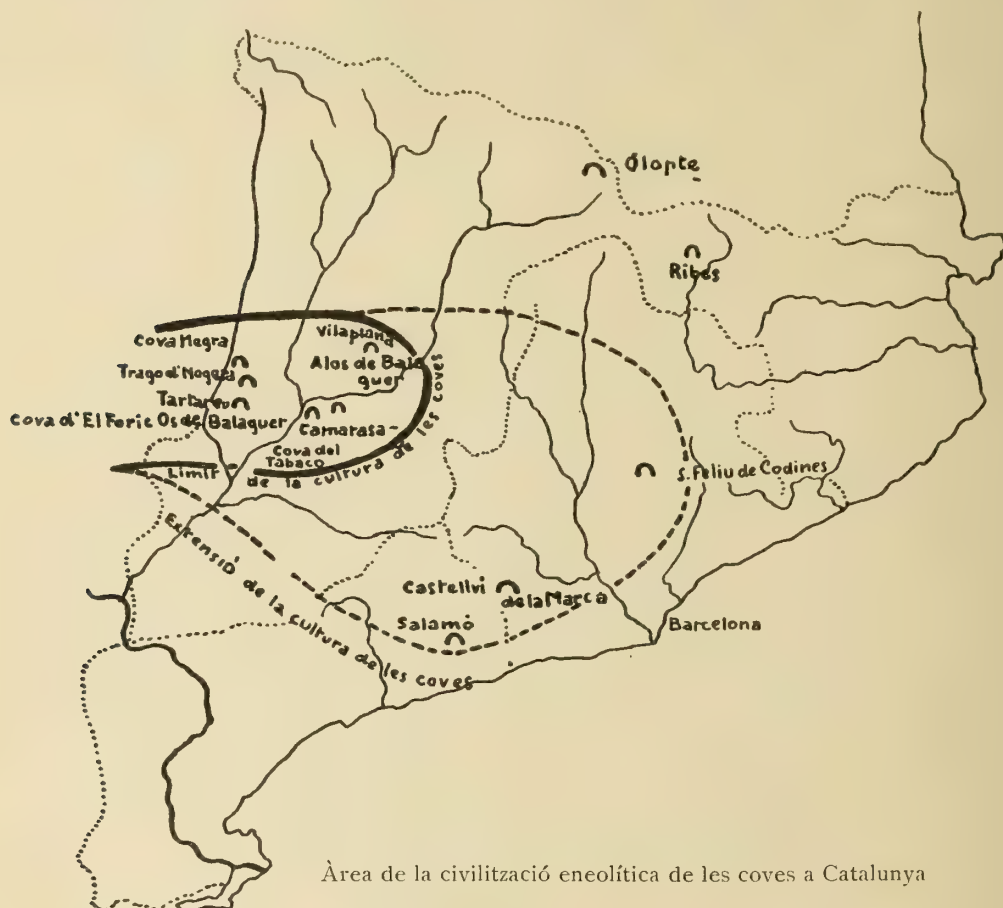 Olopte
Ribes
Cova Negra
Vilaplana
Alos de Bala
guer
Trago d'Nogera
Tartareu
Cova d'El Foric Os de Balaguer
Camarasa
Cova del
Tabaco
Limit
de la cultura de les coves
S. Feliu de Codines
Extensió de la cultura de les coves
Castellvi
de la Marca
Salamó
Barcelona
Àrea de la civilització eneolítica de les coves a Catalunya